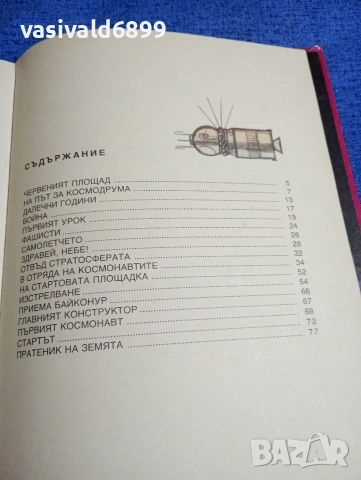 vasivald6899
СЪДЪРЖАНИЕ
ЧЕРВЕНИЯТ ПЛОЩАД 5
НА ПЪТ ЗА КОСМОДРУМА 7
ДАЛЕЧНИ ГОДИНИ 13
ВОЙНА 17
ПЪРВИЯТ УРОК 19
ФАШИСТИ 24
САМОЛЕТЧЕТО 26
ЗДРАВЕЙ, НЕБЕ! 28
ОТВЪД СТРАТОСФЕРАТА 32
В ОТРЯДА НА КОСМОНАВТИТЕ 34
НА СТАРТОВАТА ПЛОЩАДКА 52
ИЗСТРЕЛВАНЕ 54
ПРИЕМА БАЙКОНУР 66
ГЛАВНИЯТ КОНСТРУКТОР 67
ПЪРВИЯТ КОСМОНАВТ 68
СТАРТЪТ 72
ПРАТЕНИК НА ЗЕМЯТА 77
BAZAR